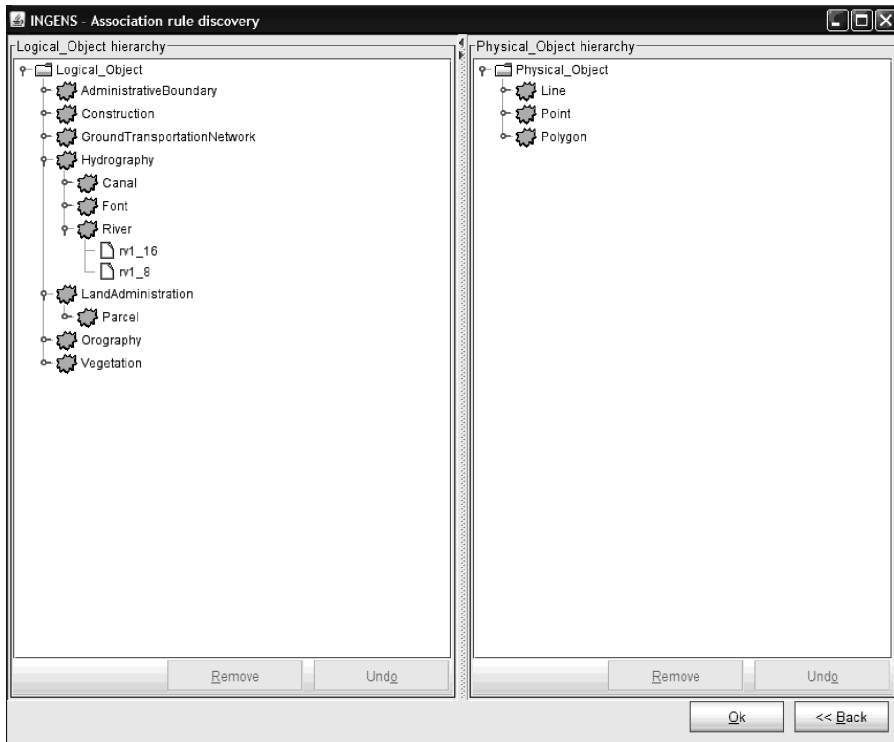 INGENS - Association rule discovery
Logical_Object hierarchy
Logical_Object
AdministrativeBoundary
Construction
GroundTransportationNetwork
Hydrography
Canal
Font
River
rv1_16
rv1_8
LandAdministration
Parcel
Orography
Vegetation
Remove Undo
Physical_Object hierarchy
Physical_Object
Line
Point
Polygon
Remove Undo
Ok << Back